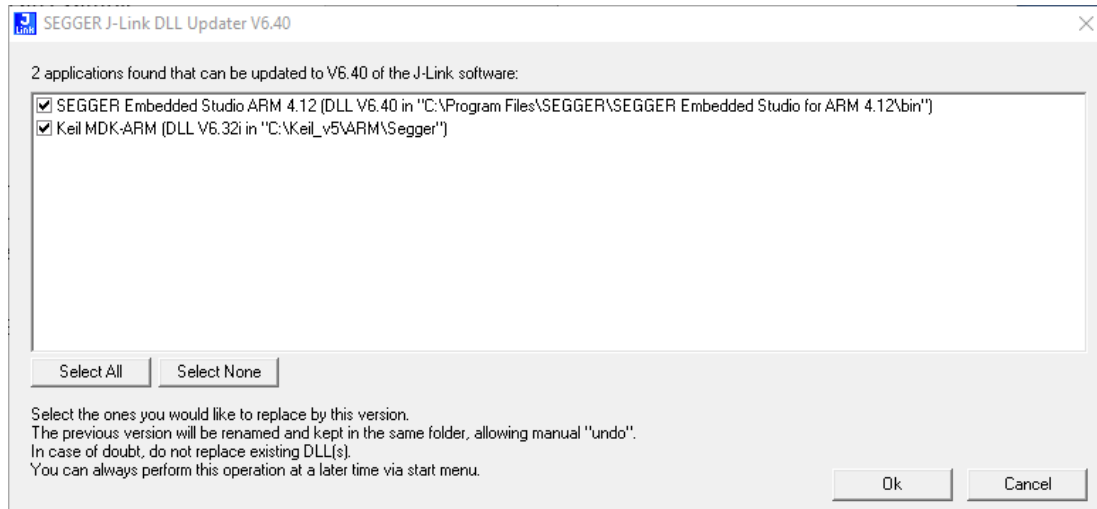 J
Link
SEGGER J-Link DLL Updater V6.40
2 applications found that can be updated to V6.40 of the J-Link software:
SEGGER Embedded Studio ARM 4.12 (DLL V6.40 in "C:\Program Files\SEGGER\SEGGER Embedded Studio for ARM 4.12\bin")
Keil MDK-ARM (DLL V6.32i in "C:\Keil_v5\ARM\Segger")
Select All
Select None
Select the ones you would like to replace by this version.
The previous version will be renamed and kept in the same folder, allowing manual "undo".
In case of doubt, do not replace existing DLL(s).
You can always perform this operation at a later time via start menu.
Ok
Cancel